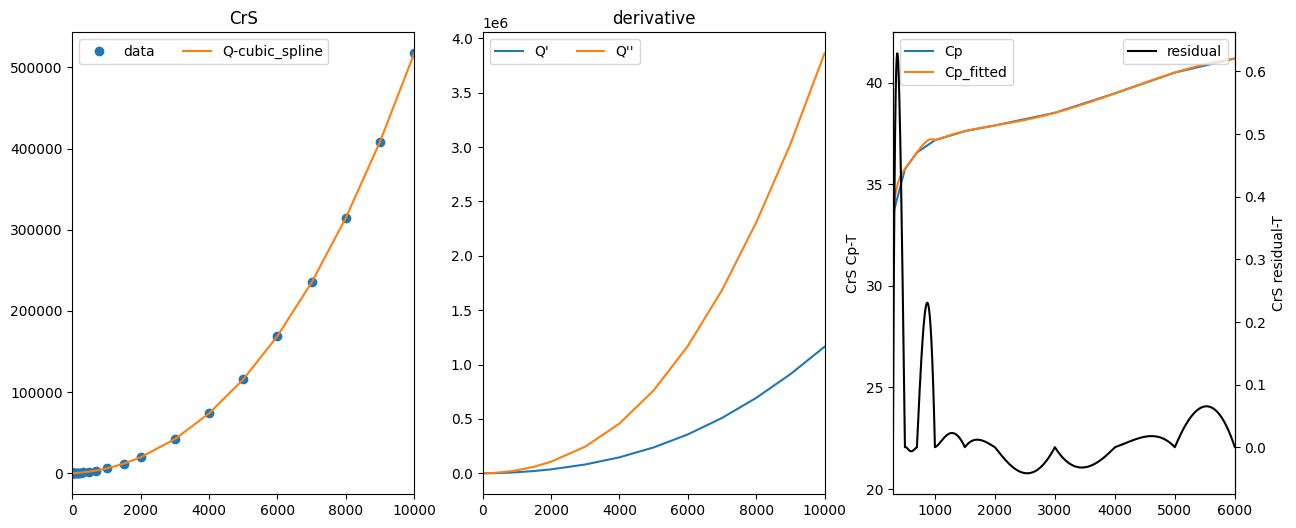 CrS
data
Q-cubic_spline
500000
400000
300000
200000
100000
0
0 2000 4000 6000 8000 10000
derivative
1e6
Q' Q''
4.0
3.5
3.0
2.5
2.0
1.5
1.0
0.5
0.0
0 2000 4000 6000 8000 10000
Cp
Cp_fitted
residual
CrS Cp-T
40
35
30
25
20
1000 2000 3000 4000 5000 6000
0.6
0.5
0.4
0.3
0.2
0.1
0.0
CrS residual-T